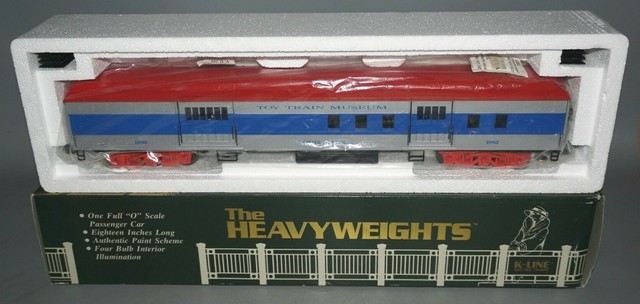 TOY TRAIN MUSEUM
• One Full "O" Scale
Passenger Car
• Eighteen Inches Long
• Authentic Paint Scheme
• Four Bulb Interior
Illumination
The
HEAVYWEIGHTS™
K-LINE